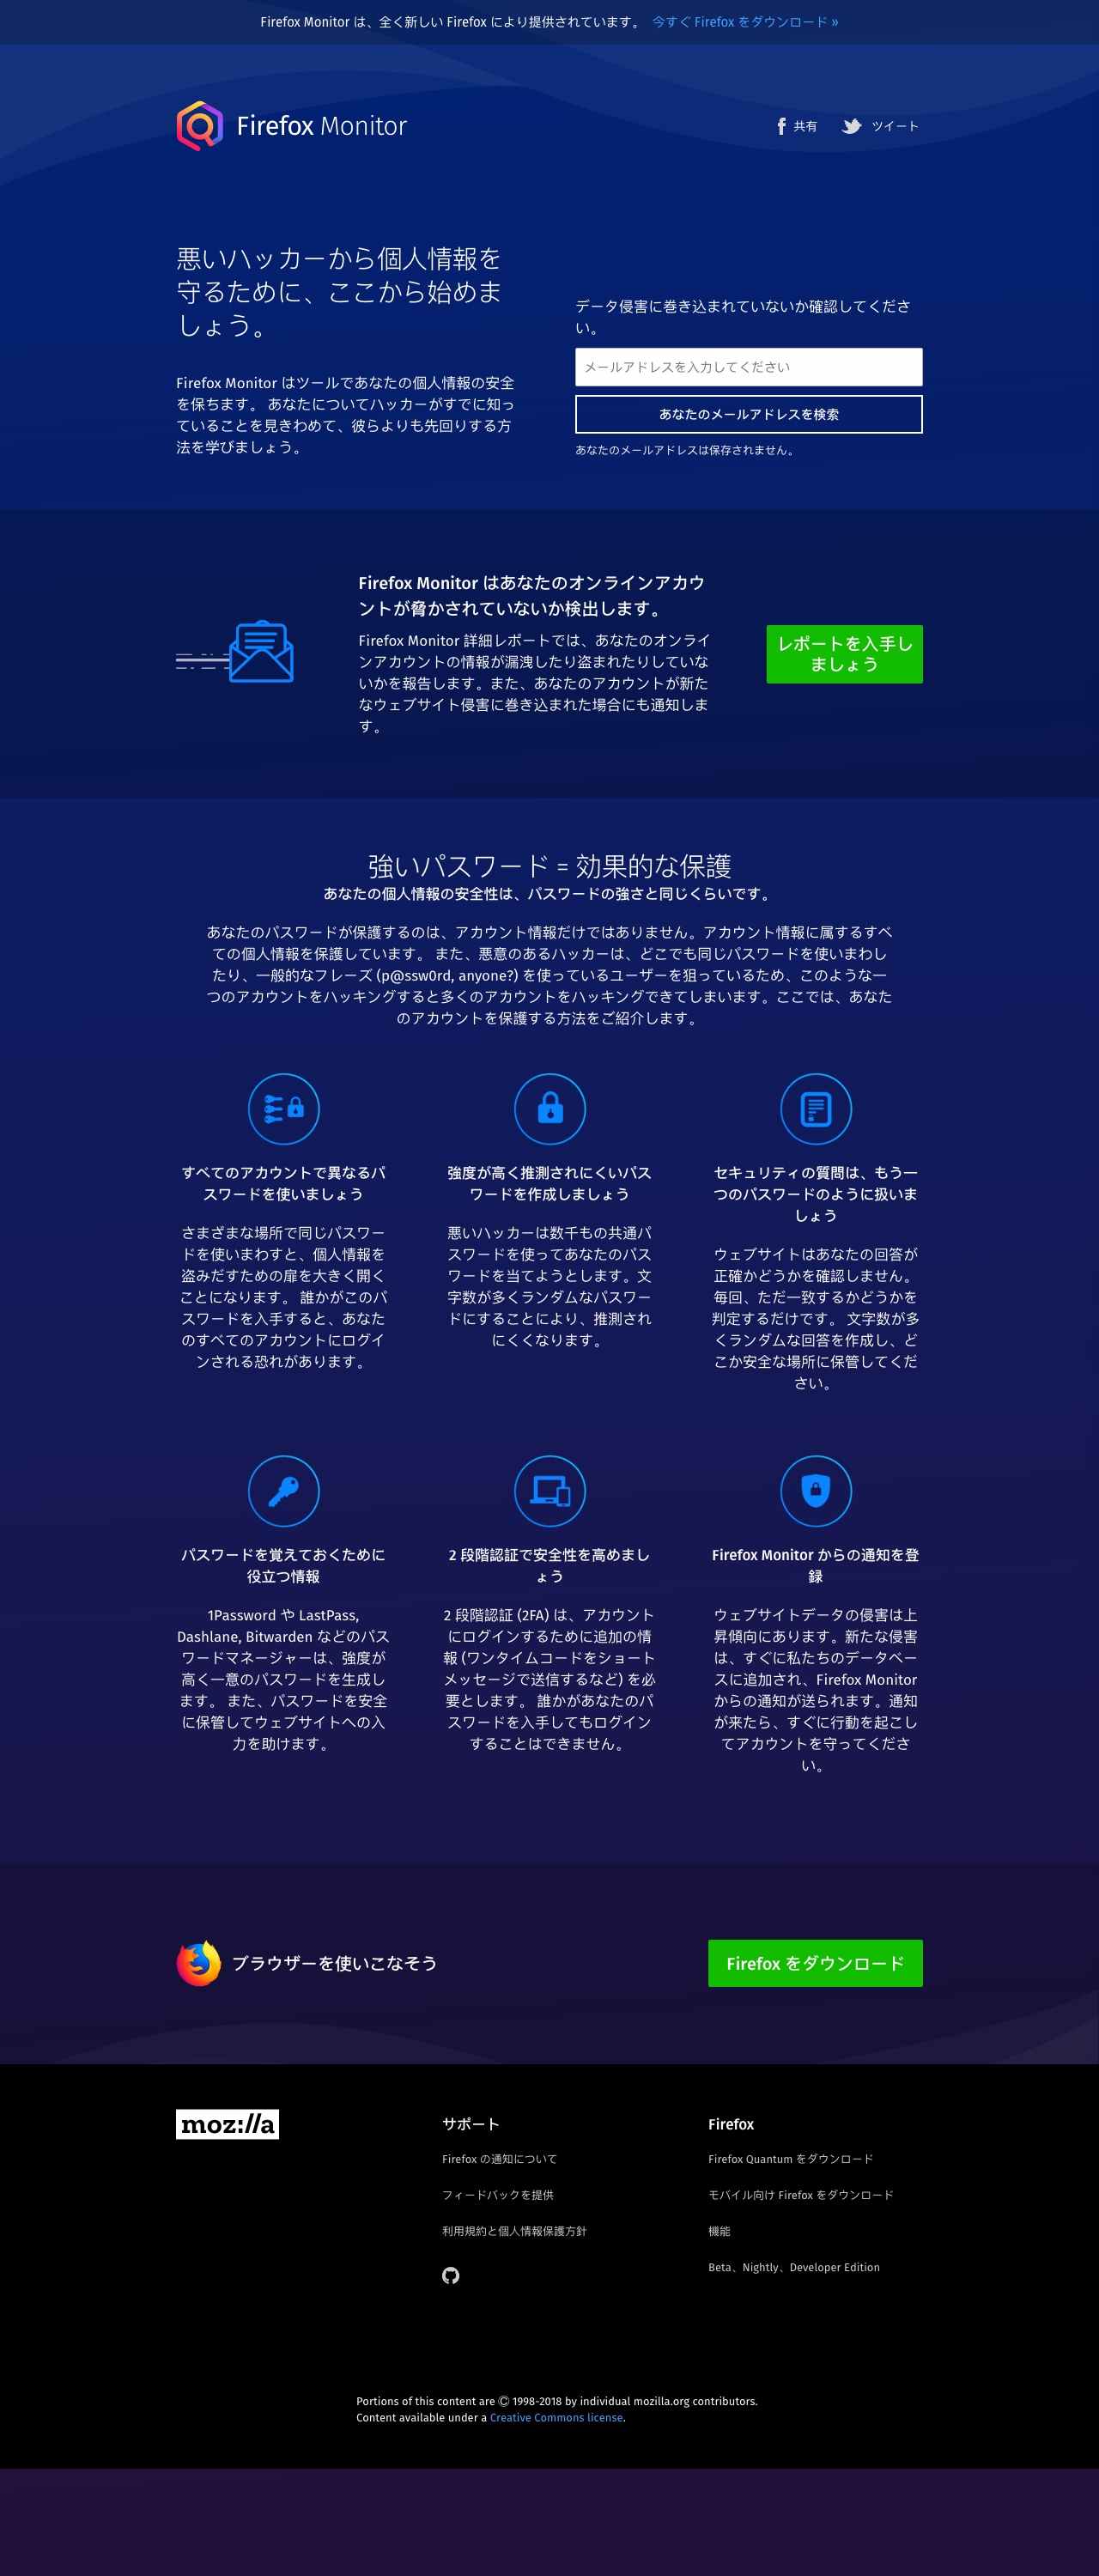 Firefox Monitor は、全く新しい Firefox により提供されています。 今すぐ Firefox をダウンロード »
Firefox Monitor
共有
ツイート
悪いハッカーから個人情報を
守るために、ここから始めま
しょう。
Firefox Monitor はツールであなたの個人情報の安全
を保ちます。 あなたについてハッカーがすでに知っ
ていることを見きわめて、彼らよりも先回りする方
法を学びましょう。
データ侵害に巻き込まれていないか確認してくださ
い。
メールアドレスを入力してください
あなたのメールアドレスを検索
あなたのメールアドレスは保存されません。
Firefox Monitor はあなたのオンラインアカウ
ントが脅かされていないか検出します。
Firefox Monitor 詳細レポートでは、あなたのオンライ
ンアカウントの情報が漏洩したり盗まれたりしていな
いかを報告します。また、あなたのアカウントが新た
なウェブサイト侵害に巻き込まれた場合にも通知しま
す。
レポートを入手し
ましょう
強いパスワード = 効果的な保護
あなたの個人情報の安全性は、パスワードの強さと同じくらいです。
あなたのパスワードが保護するのは、アカウント情報だけではありません。アカウント情報に属するすべ
ての個人情報を保護しています。 また、悪意のあるハッカーは、どこでも同じパスワードを使いまわし
たり、一般的なフレーズ (p@ssw0rd, anyone?) を使っているユーザーを狙っているため、このような一
つのアカウントをハッキングすると多くのアカウントをハッキングできてしまいます。ここでは、あなた
のアカウントを保護する方法をご紹介します。
すべてのアカウントで異なるパ
スワードを使いましょう
さまざまな場所で同じパスワー
ドを使いまわすと、個人情報を
盗みだすための扉を大きく開く
ことになります。 誰かがこのパ
スワードを入手すると、あなた
のすべてのアカウントにログイ
ンされる恐れがあります。
強度が高く推測されにくいパス
ワードを作成しましょう
悪いハッカーは数千もの共通パ
スワードを使ってあなたのパス
ワードを当てようとします。文
字数が多くランダムなパスワー
ドにすることにより、推測され
にくくなります。
セキュリティの質問は、もう一
つのパスワードのように扱いま
しょう
ウェブサイトはあなたの回答が
正確かどうかを確認しません。
毎回、ただ一致するかどうかを
判定するだけです。 文字数が多
くランダムな回答を作成し、ど
こか安全な場所に保管してくだ
さい。
パスワードを覚えておくために
役立つ情報
1Password や LastPass,
Dashlane, Bitwarden などのパス
ワードマネージャーは、強度が
高く一意のパスワードを生成し
ます。 また、パスワードを安全
に保管してウェブサイトへの入
力を助けます。
2 段階認証で安全性を高めまし
ょう
2 段階認証 (2FA) は、アカウント
にログインするために追加の情
報 (ワンタイムコードをショート
メッセージで送信するなど) を必
要とします。 誰かがあなたのパ
スワードを入手してもログイン
することはできません。
Firefox Monitor からの通知を登
録
ウェブサイトデータの侵害は上
昇傾向にあります。新たな侵害
は、すぐに私たちのデータベー
スに追加され、Firefox Monitor
からの通知が送られます。通知
が来たら、すぐに行動を起こし
てアカウントを守ってくださ
い。
ブラウザーを使いこなそう
Firefox をダウンロード
moz://a
サポート
Firefox の通知について
フィードバックを提供
利用規約と個人情報保護方針
Firefox
Firefox Quantum をダウンロード
モバイル向け Firefox をダウンロード
機能
Beta、Nightly、Developer Edition
Portions of this content are © 1998-2018 by individual mozilla.org contributors.
Content available under a Creative Commons license.